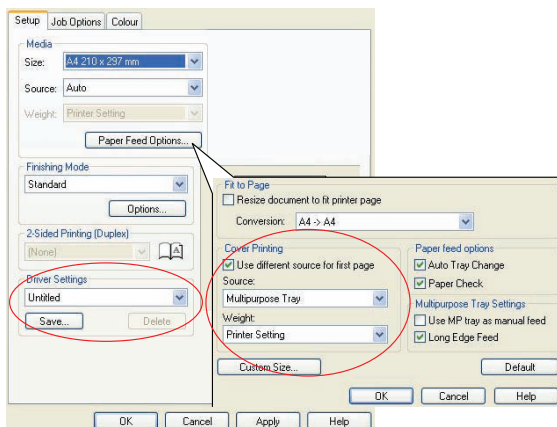 Setup Job Options Colour
Media
Size: A4 210 x 297 mm
Source: Auto
Weight: Printer Setting
Paper Feed Options...
Finishing Mode
Standard
Options...
2-Sided Printing (Duplex)
(None) A
Driver Settings
Untitled
Save... Delete
OK Cancel Apply Help
Fit to Page
Resize document to fit printer page
Conversion: A4 -> A4
Cover Printing
Use different source for first page
Source:
Multipurpose Tray
Weight:
Printer Setting
Custom Size...
Paper feed options
Auto Tray Change
Paper Check
Multipurpose Tray Settings
Use MP tray as manual feed
Long Edge Feed
Default
OK Cancel Help